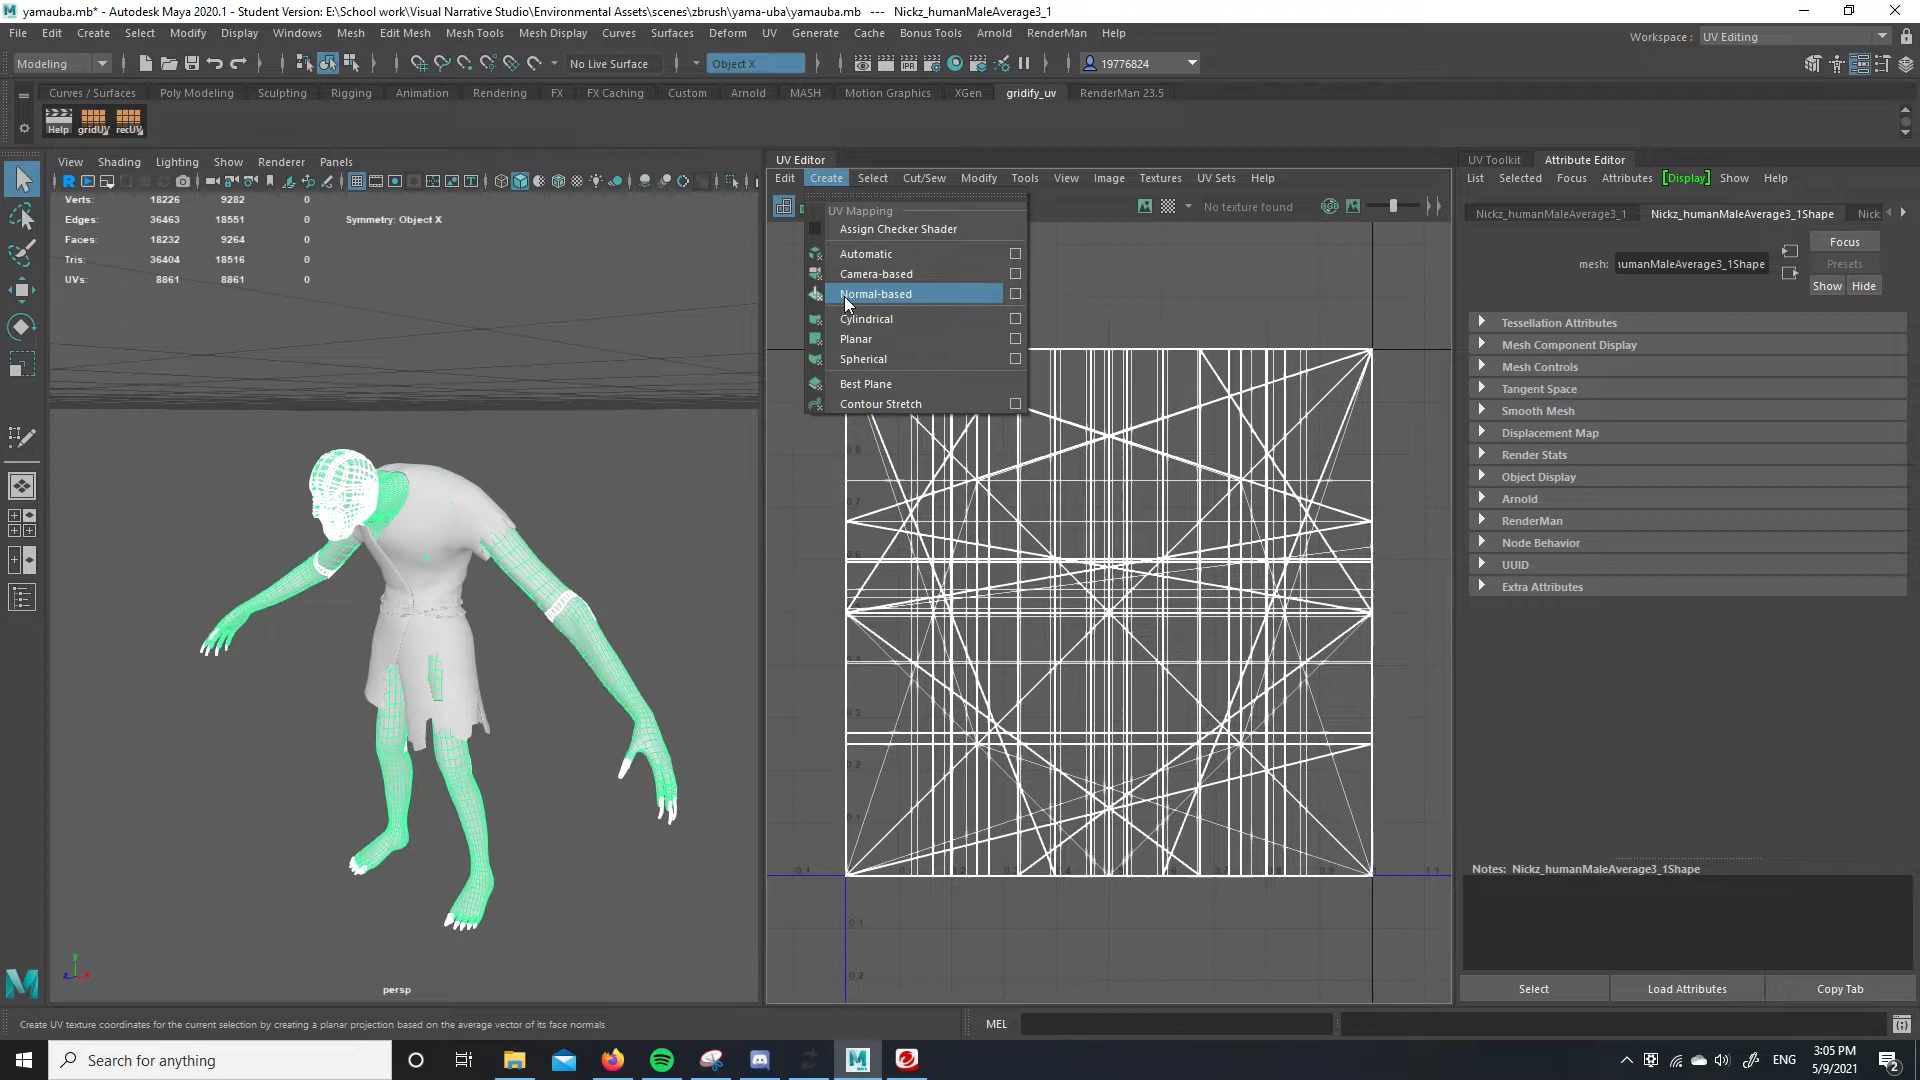 yamauba.mb* - Autodesk Maya 2020.1 - Student Version: E:\School work\Visual Narrative Studio\Environmental Assets\scenes\zbrush\yama-uba\yamauba.mb   ---   Nickz_humanMaleAverage3_1
File Edit Create Select Modify Display Windows Mesh Edit Mesh Mesh Tools Mesh Display Curves Surfaces Deform UV Generate Cache Bonus Tools Arnold RenderMan Help
Workspace : UV Editing
Modeling No Live Surface Object X 19776824
Curves / Surfaces Poly Modeling Sculpting Rigging Animation Rendering FX FX Caching Custom Arnold MASH Motion Graphics XGen gridify_uv RenderMan 23.5
Help gridUV recUV
View Shading Lighting Show Renderer Panels
Verts: 18226 9282 0
Edges: 36463 18551 0
Faces: 18232 9264 0
Tris: 36404 18516 0
UVs: 8861 8861 0
Symmetry: Object X
persp
UV Editor
Edit Create Select Cut/Sew Modify Tools View Image Textures UV Sets Help
No texture found
UV Mapping
Assign Checker Shader
Automatic
Camera-based
Normal-based
Cylindrical
Planar
Spherical
Best Plane
Contour Stretch
UV Toolkit Attribute Editor
List Selected Focus Attributes [Display] Show Help
Nickz_humanMaleAverage3_1 Nickz_humanMaleAverage3_1Shape Nick
Focus
mesh: umanMaleAverage3_1Shape
Presets
Show Hide
Tessellation Attributes
Mesh Component Display
Mesh Controls
Tangent Space
Smooth Mesh
Displacement Map
Render Stats
Object Display
Arnold
RenderMan
Node Behavior
UUID
Extra Attributes
Notes: Nickz_humanMaleAverage3_1Shape
Select Load Attributes Copy Tab
Create UV texture coordinates for the current selection by creating a planar projection based on the average vector of its face normals
MEL
Search for anything
ENG
3:05 PM
5/9/2021
2